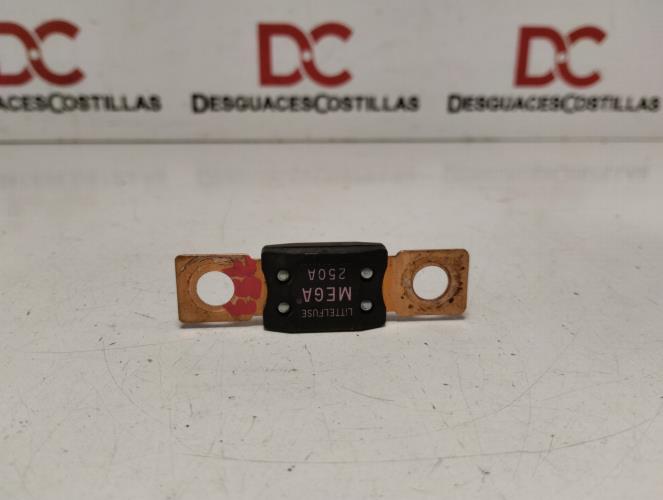 DC DC DC
DESGUACESCOSTILLAS DESGUACESCOSTILLAS DESGUACESCOSTILLAS
LITTELFUSE
MEGA®
250A